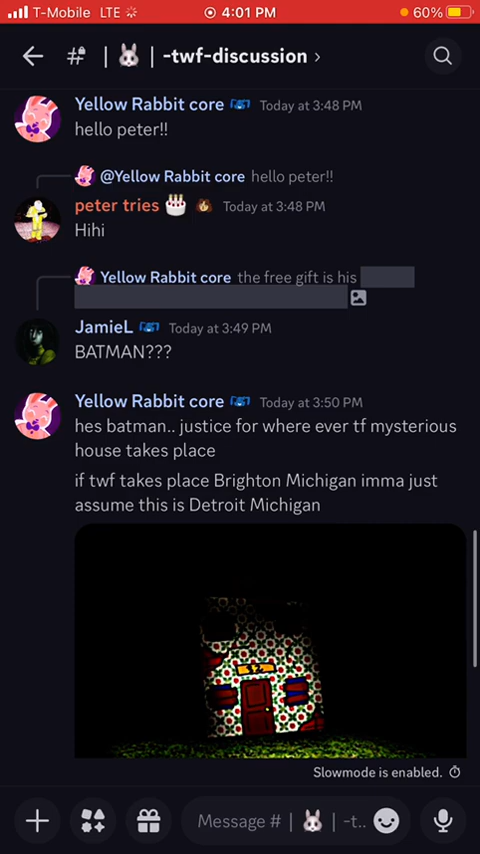 T-Mobile LTE 4:01 PM 60%
# | 🐰 | -twf-discussion ›
Yellow Rabbit core Today at 3:48 PM
hello peter!!
@Yellow Rabbit core hello peter!!
peter tries 🎂 Today at 3:48 PM
Hihi
Yellow Rabbit core the free gift is his
JamieL Today at 3:49 PM
BATMAN???
Yellow Rabbit core Today at 3:50 PM
hes batman.. justice for where ever tf mysterious
house takes place
if twf takes place Brighton Michigan imma just
assume this is Detroit Michigan
12
Slowmode is enabled.
Message # | 🐰 | -t..